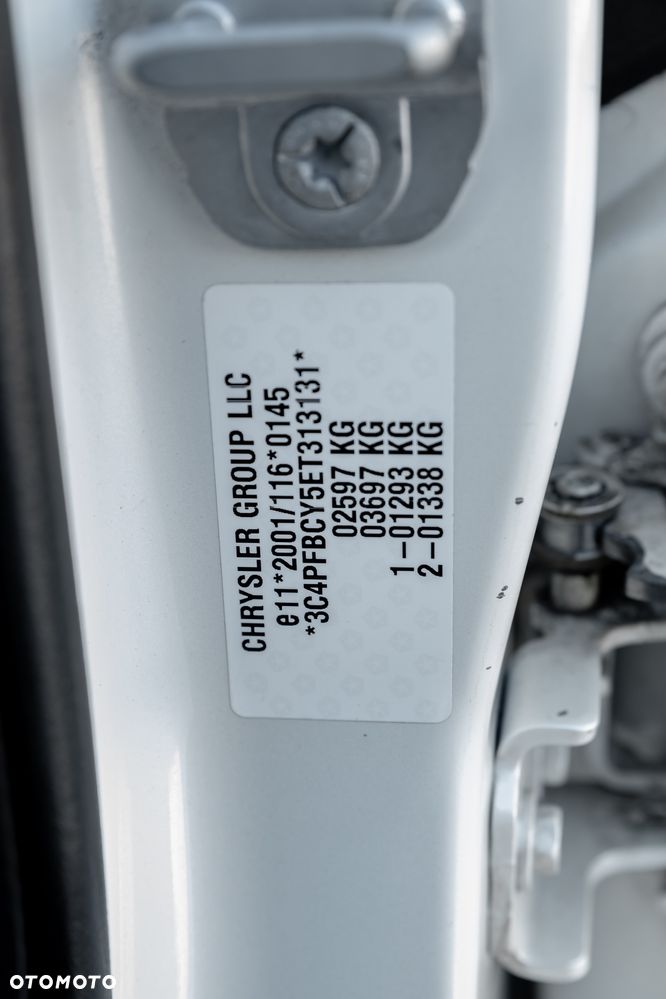 CHRYSLER GROUP LLC
e11*2001/116*0145
*3C4PFBCY5ET313131*
02597 KG
03697 KG
1-01293 KG
2-01338 KG
OTOMOTO